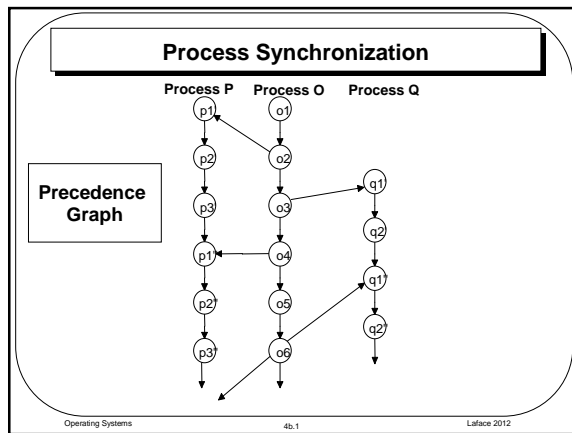 Process Synchronization
Process P Process O Process Q
Precedence
Graph
p1' o1
p2' o2
q1'
p3' o3
q2'
p1" o4
q1"
p2" o5
q2"
p3" o6
Operating Systems 4b.1 Laface 2012